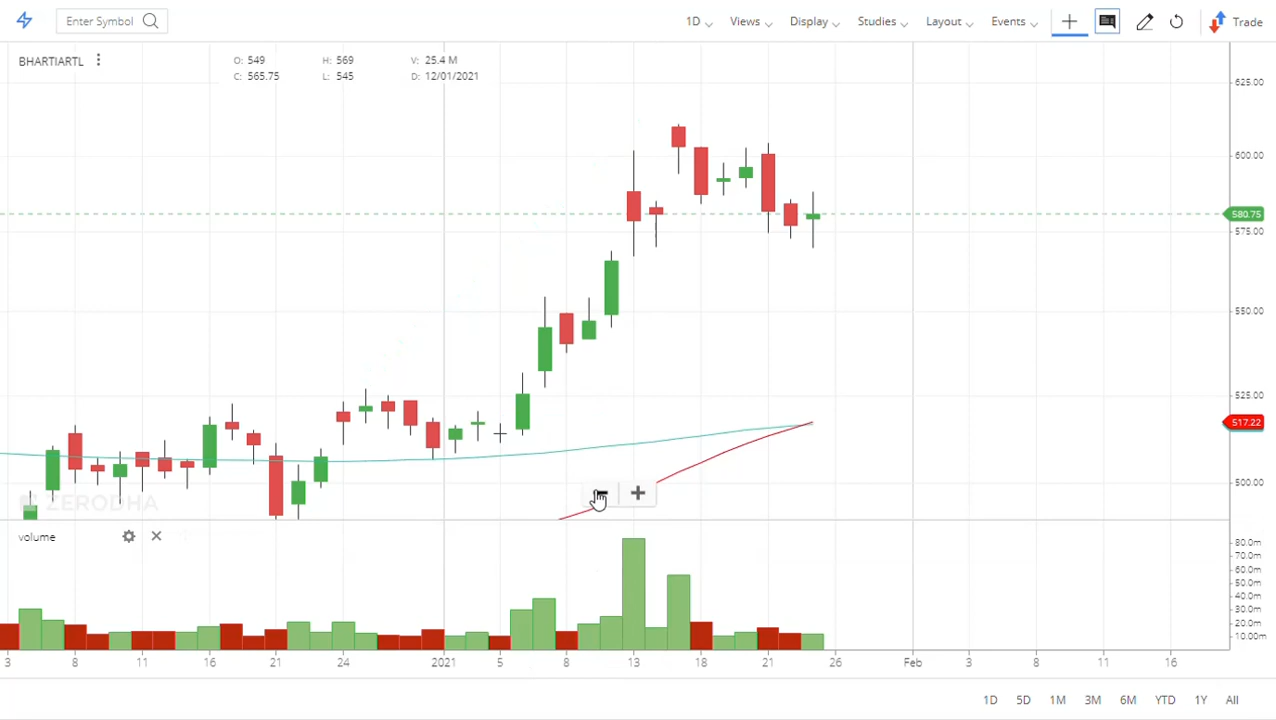 Enter Symbol 1D Views Display Studies Layout Events Trade
BHARTIARTL
O: 549 H: 569 V: 25.4 M
C: 565.75 L: 545 D: 12/01/2021
625.00
600.00
580.75
575.00
550.00
525.00
517.22
500.00
ZERODHA
volume
80.0m
70.0m
60.0m
50.0m
40.0m
30.0m
20.0m
10.00m
3 8 11 16 21 24 2021 5 8 13 18 21 26 Feb 3 8 11 16
1D 5D 1M 3M 6M YTD 1Y All